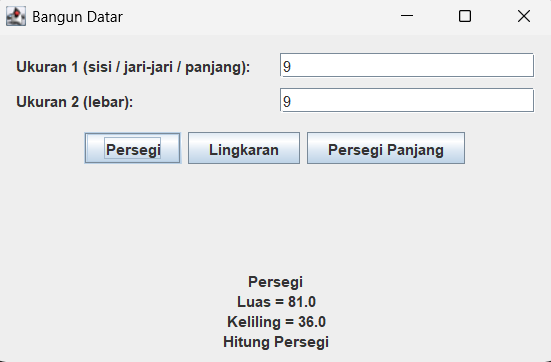 Bangun Datar
Ukuran 1 (sisi / jari-jari / panjang): 9
Ukuran 2 (lebar): 9
Persegi Lingkaran Persegi Panjang
Persegi
Luas = 81.0
Keliling = 36.0
Hitung Persegi